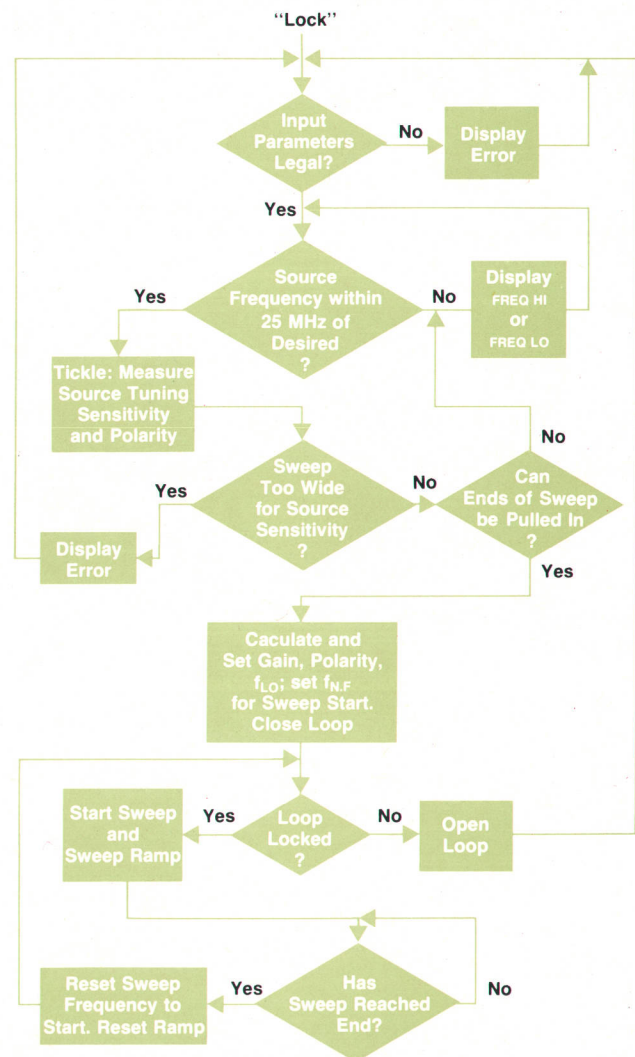 "Lock"
Input
Parameters
Legal?
No
Display
Error
Yes
Source
Frequency within
25 MHz of
Desired
?
Yes
No
Display
FREQ HI
or
FREQ LO
Tickle: Measure
Source Tuning
Sensitivity
and Polarity
Sweep
Too Wide
for Source
Sensitivity
?
Yes
No
Can
Ends of Sweep
be Pulled In
?
No
Yes
Display
Error
Caculate and
Set Gain, Polarity,
fLO; set fN.F
for Sweep Start.
Close Loop
Loop
Locked
?
Yes
No
Start Sweep
and
Sweep Ramp
Open
Loop
Has
Sweep Reached
End?
Yes
No
Reset Sweep
Frequency to
Start. Reset Ramp